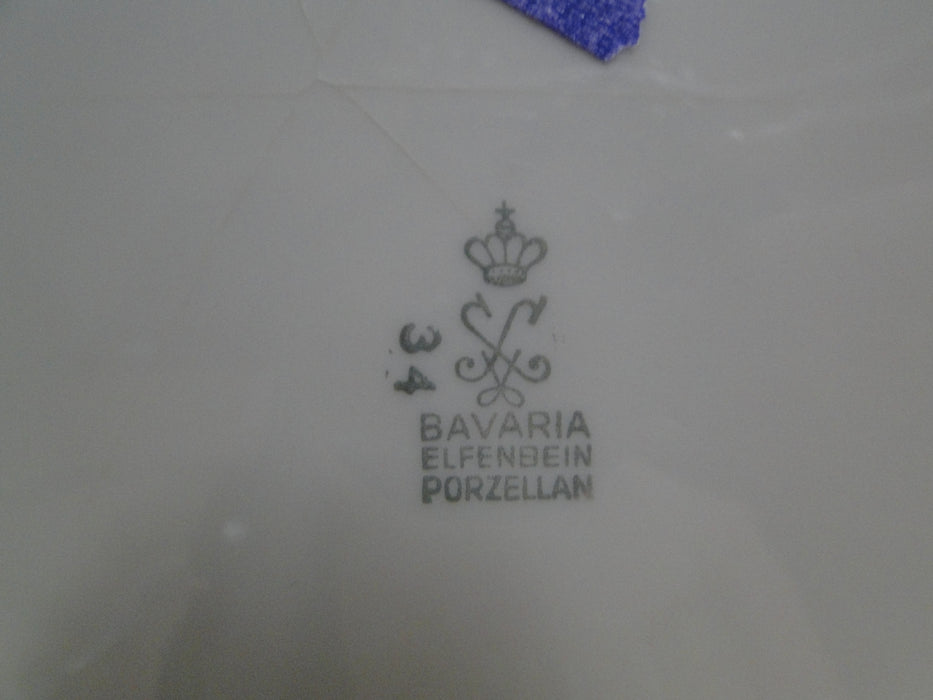 34
BAVARIA
ELFENBEIN
PORZELLAN